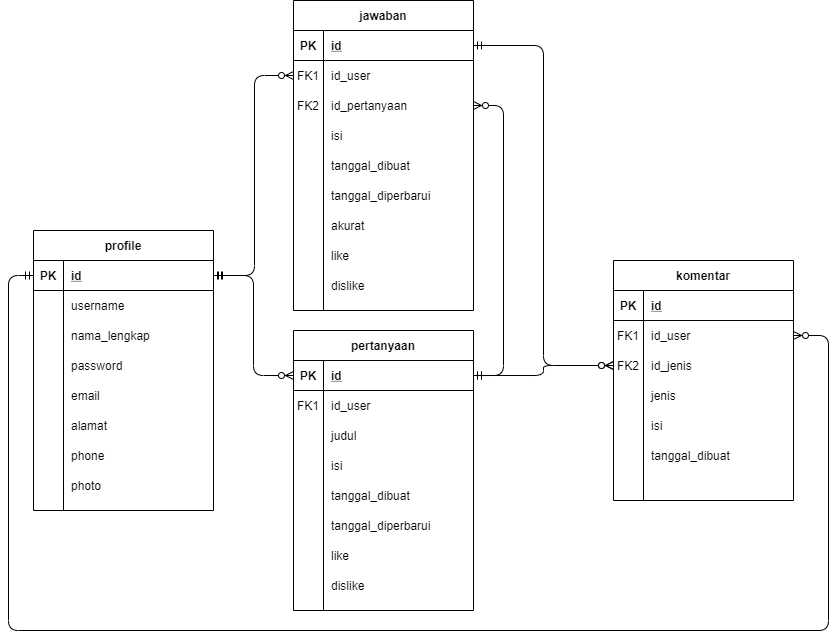 jawaban
PK id
FK1 id_user
FK2 id_pertanyaan
isi
tanggal_dibuat
tanggal_diperbarui
akurat
like
dislike
profile
PK id
username
nama_lengkap
password
email
alamat
phone
photo
pertanyaan
PK id
FK1 id_user
judul
isi
tanggal_dibuat
tanggal_diperbarui
like
dislike
komentar
PK id
FK1 id_user
FK2 id_jenis
jenis
isi
tanggal_dibuat